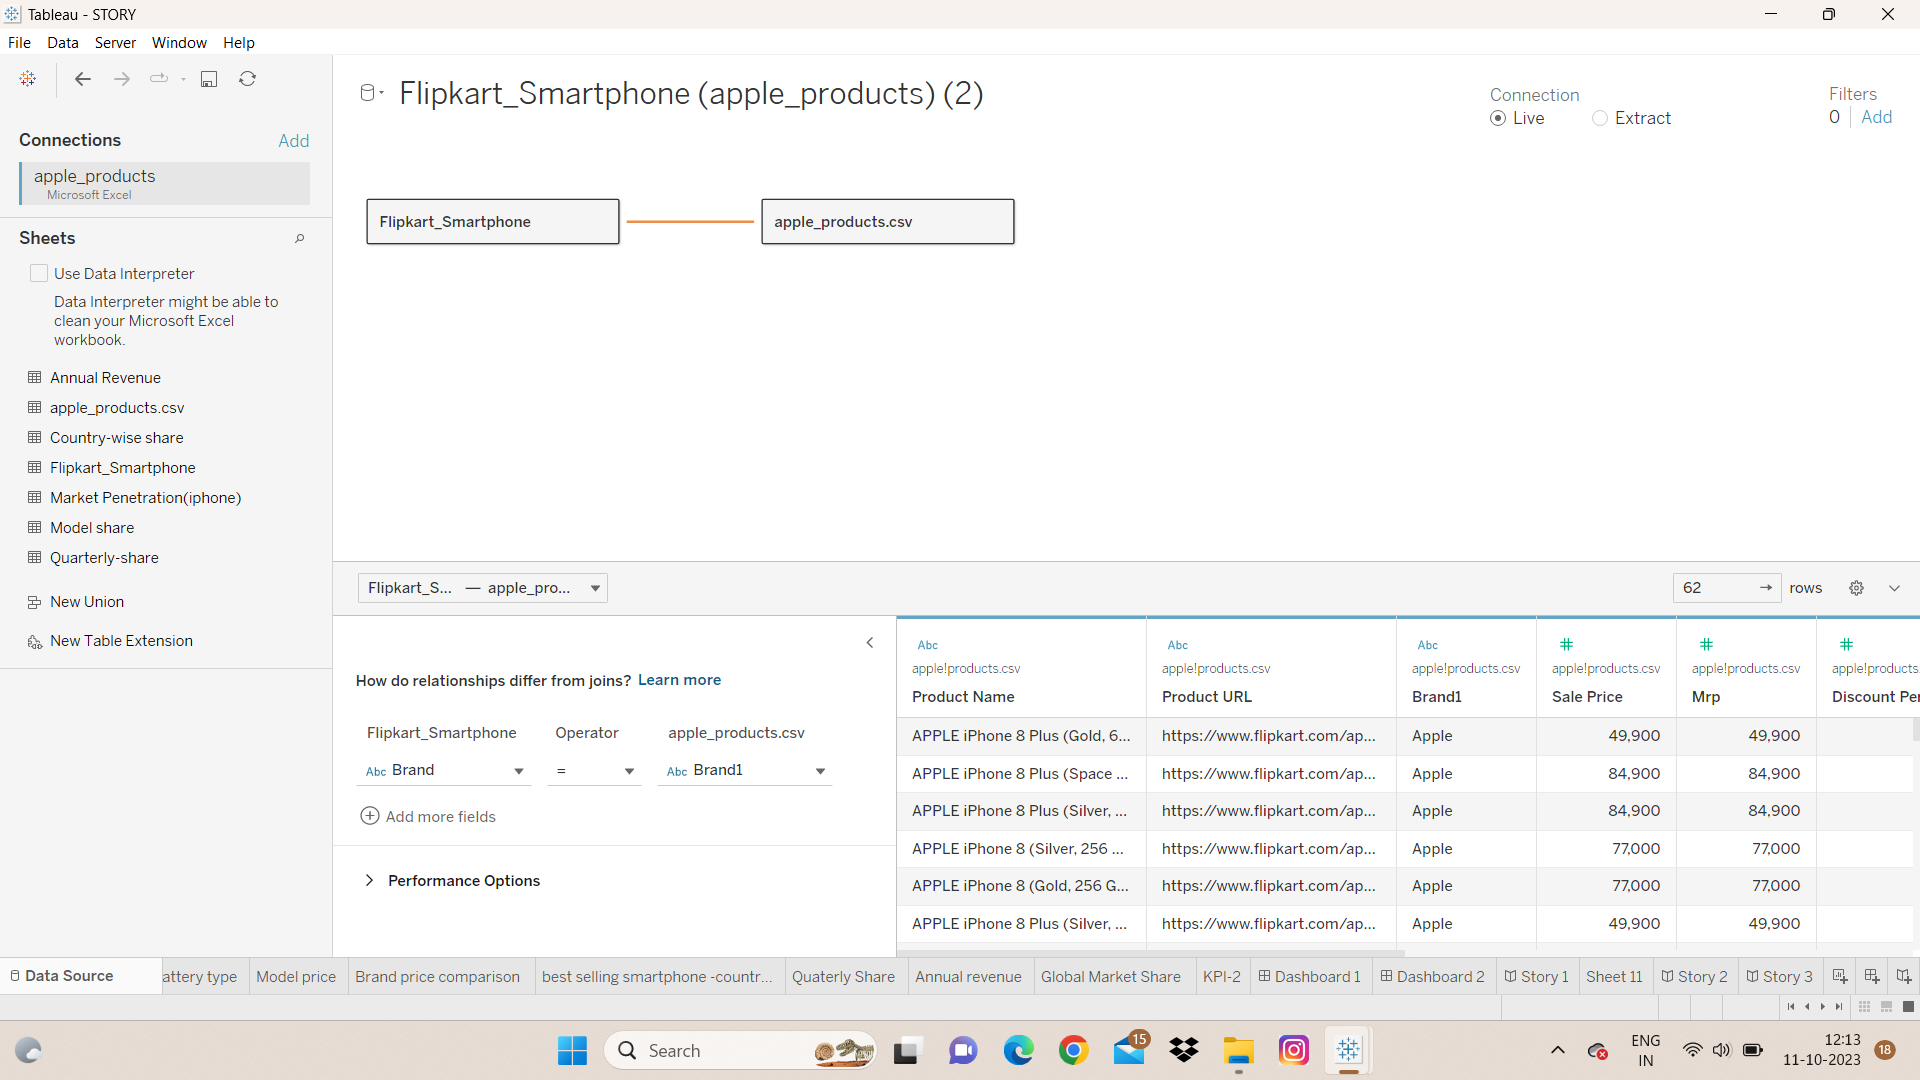 Tableau - STORY
File Data Server Window Help
Flipkart_Smartphone (apple_products) (2)
Connection
Live Extract
Filters
0 Add
Connections Add
apple_products
Microsoft Excel
Sheets
Use Data Interpreter
Data Interpreter might be able to
clean your Microsoft Excel
workbook.
Annual Revenue
apple_products.csv
Country-wise share
Flipkart_Smartphone
Market Penetration(iphone)
Model share
Quarterly-share
New Union
New Table Extension
Flipkart_Smartphone apple_products.csv
Flipkart_S... — apple_pro...
62 → rows
How do relationships differ from joins? Learn more
Flipkart_Smartphone Operator apple_products.csv
Abc Brand = Abc Brand1
Add more fields
Performance Options
Abc Abc Abc # # #
apple!products.csv apple!products.csv apple!products.csv apple!products.csv apple!products.csv apple!products.
Product Name Product URL Brand1 Sale Price Mrp Discount Per
APPLE iPhone 8 Plus (Gold, 6... https://www.flipkart.com/ap... Apple 49,900 49,900
APPLE iPhone 8 Plus (Space ... https://www.flipkart.com/ap... Apple 84,900 84,900
APPLE iPhone 8 Plus (Silver, ... https://www.flipkart.com/ap... Apple 84,900 84,900
APPLE iPhone 8 (Silver, 256 ... https://www.flipkart.com/ap... Apple 77,000 77,000
APPLE iPhone 8 (Gold, 256 G... https://www.flipkart.com/ap... Apple 77,000 77,000
APPLE iPhone 8 Plus (Silver, ... https://www.flipkart.com/ap... Apple 49,900 49,900
Data Source attery type Model price Brand price comparison best selling smartphone -countr... Quaterly Share Annual revenue Global Market Share KPI-2 Dashboard 1 Dashboard 2 Story 1 Sheet 11 Story 2 Story 3
Search
15
ENG
IN
12:13
11-10-2023
18